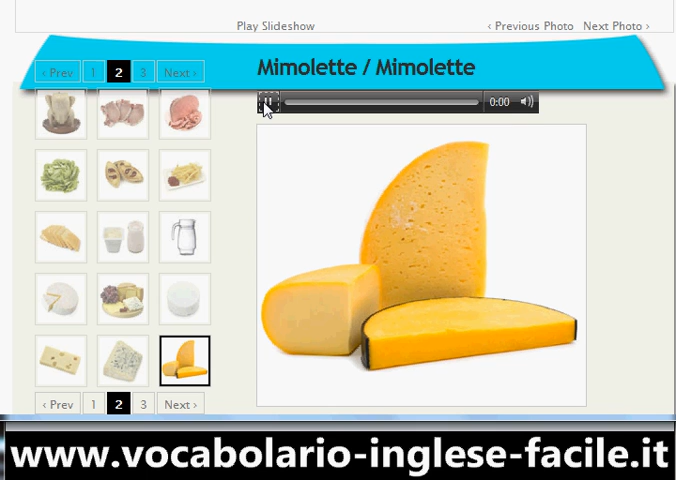 Play Slideshow ‹ Previous Photo Next Photo ›
‹ Prev 1 2 3 Next ›
Mimolette / Mimolette
0:00
‹ Prev 1 2 3 Next ›
www.vocabolario-inglese-facile.it